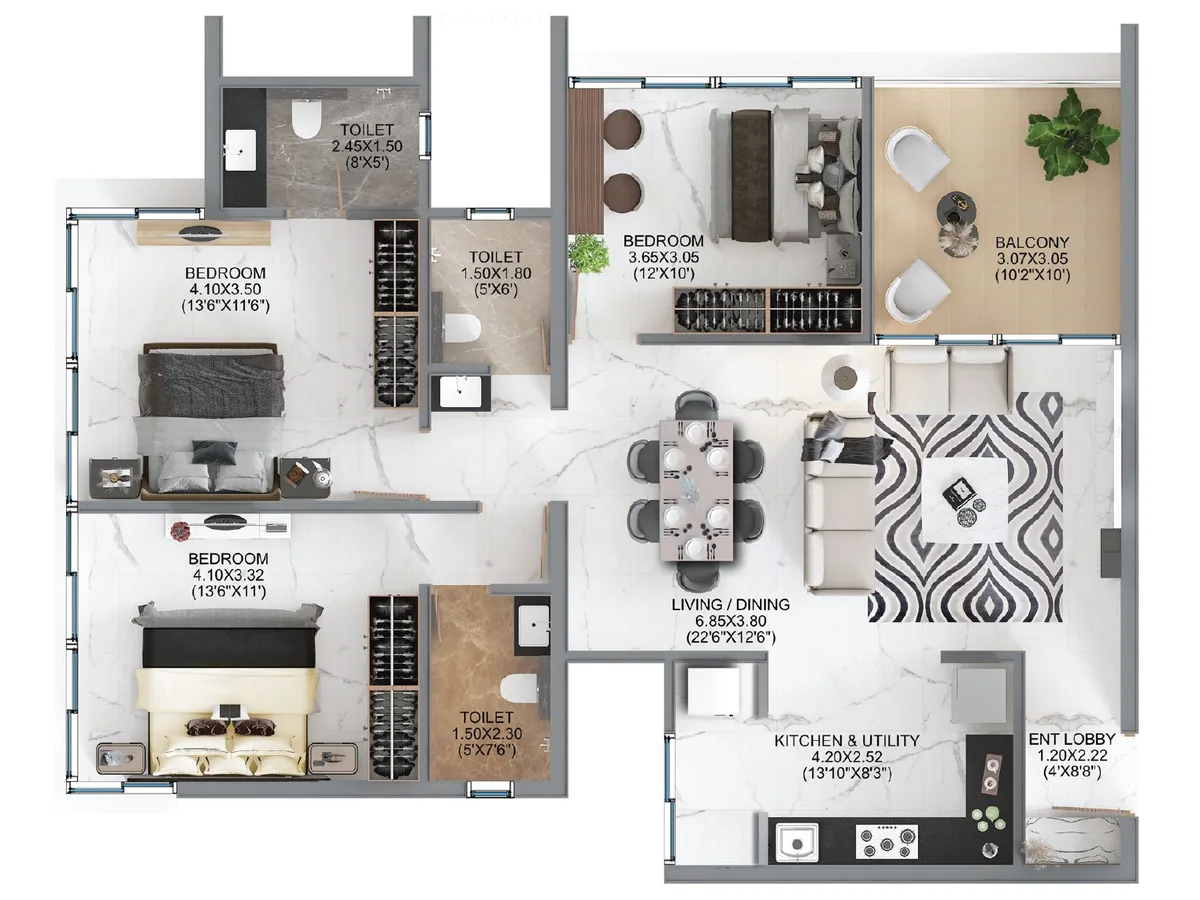 TOILET
2.45X1.50
(8'X5')
BEDROOM
4.10X3.50
(13'6"X11'6")
TOILET
1.50X1.80
(5'X6')
BEDROOM
3.65X3.05
(12'X10')
BALCONY
3.07X3.05
(10'2"X10')
BEDROOM
4.10X3.32
(13'6"X11')
LIVING / DINING
6.85X3.80
(22'6"X12'6")
TOILET
1.50X2.30
(5'X7'6")
KITCHEN & UTILITY
4.20X2.52
(13'10"X8'3")
ENT LOBBY
1.20X2.22
(4'X8'8")